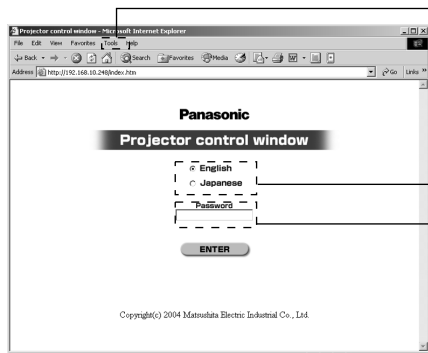 Projector control window - Microsoft Internet Explorer
File Edit View Favorites Tools Help
Back Search Favorites Media
Address http://192.168.10.248/index.htm Go Links »
Panasonic
Projector control window
English
Japanese
Password
ENTER
Copyright(c) 2004 Matsushita Electric Industrial Co., Ltd.